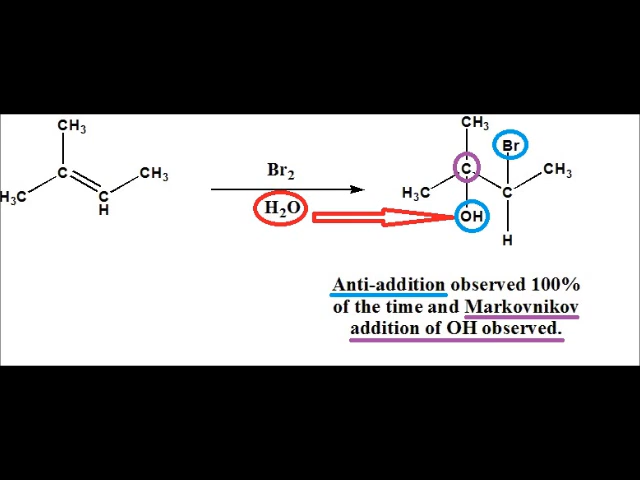 CH3
CH3
H3C
H
Br2
H2O
CH3
Br
C
CH3
H3C
C
OH
H
Anti-addition observed 100%
of the time and Markovnikov
addition of OH observed.